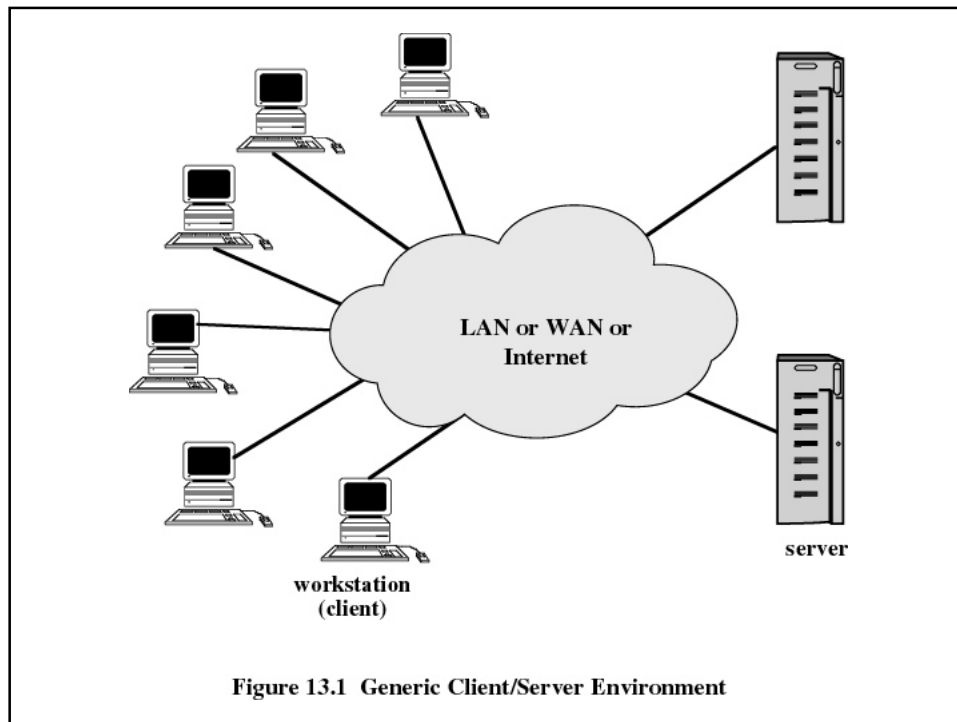 LAN or WAN or
Internet
server
workstation
(client)
Figure 13.1 Generic Client/Server Environment